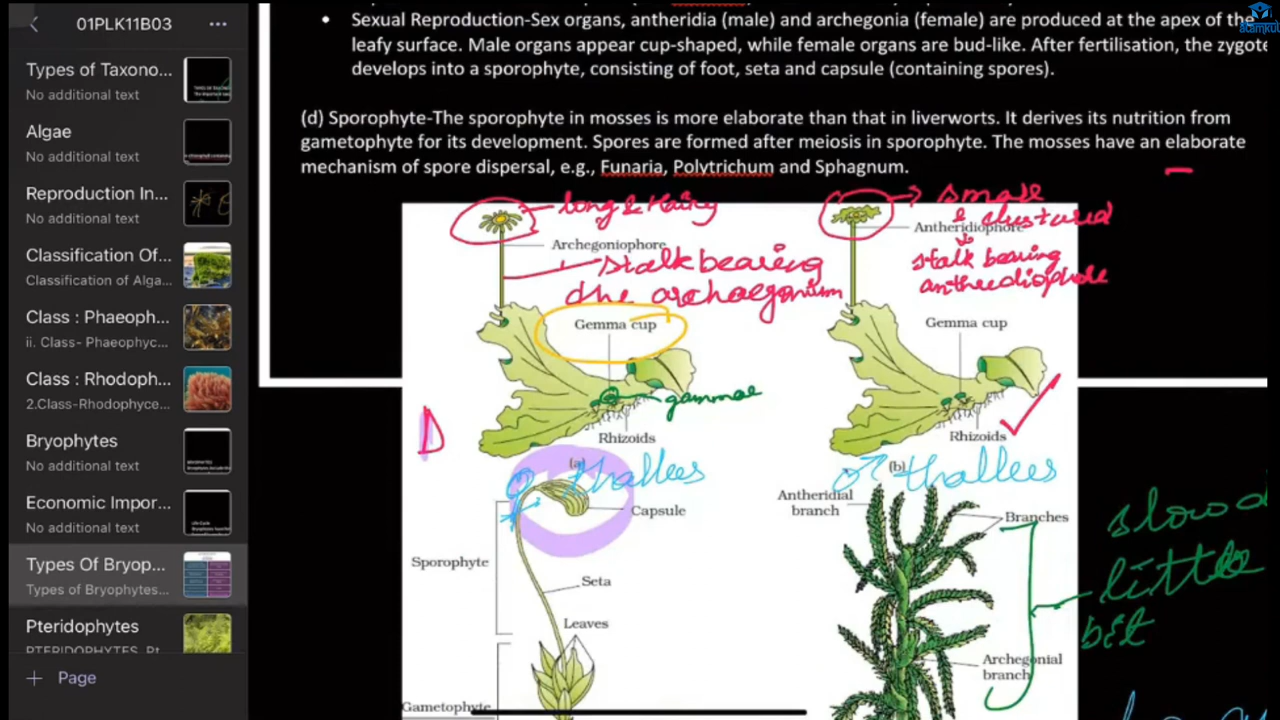 01PLK11B03
Types of Taxono...
No additional text
Algae
No additional text
Reproduction In...
No additional text
Classification Of...
Classification of Alga...
Class : Phaeoph...
ii. Class- Phaeophyc...
Class : Rhodoph...
2.Class-Rhodophyce...
Bryophytes
No additional text
Economic Impor...
No additional text
Types Of Bryop...
Types of Bryophytes...
Pteridophytes
+ Page
• Sexual Reproduction-Sex organs, antheridia (male) and archegonia (female) are produced at the apex of the
leafy surface. Male organs appear cup-shaped, while female organs are bud-like. After fertilisation, the zygote
develops into a sporophyte, consisting of foot, seta and capsule (containing spores).
(d) Sporophyte-The sporophyte in mosses is more elaborate than that in liverworts. It derives its nutrition from
gametophyte for its development. Spores are formed after meiosis in sporophyte. The mosses have an elaborate
mechanism of spore dispersal, e.g., Funaria, Polytrichum and Sphagnum.
long & Hairy
Archegoniophore
stalk bearing
the archaegonium
Gemma cup
gammae
Rhizoids
(a)
♀ thallees
small
& clustured
Antheridiophore
stalk bearing
antheediophole
Gemma cup
Rhizoids
(b)
♂ thallees
Capsule
Sporophyte
Seta
Leaves
Gametophyte
Antheridial
branch
Branches
Archegonial
branch
slow
little
bit